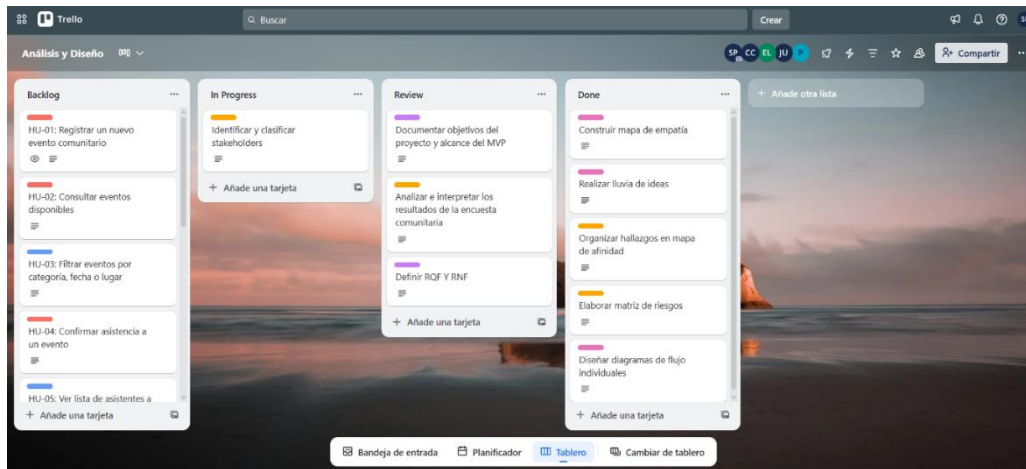 Trello
Buscar
Crear
Análisis y Diseño
SP CC EL JU P
Compartir
Backlog
HU-01: Registrar un nuevo
evento comunitario
HU-02: Consultar eventos
disponibles
HU-03: Filtrar eventos por
categoría, fecha o lugar
HU-04: Confirmar asistencia a
un evento
HU-05: Ver lista de asistentes a
+ Añade una tarjeta
In Progress
Identificar y clasificar
stakeholders
+ Añade una tarjeta
Review
Documentar objetivos del
proyecto y alcance del MVP
Analizar e interpretar los
resultados de la encuesta
comunitaria
Definir RQF Y RNF
+ Añade una tarjeta
Done
Construir mapa de empatía
Realizar lluvia de ideas
Organizar hallazgos en mapa
de afinidad
Elaborar matriz de riesgos
Diseñar diagramas de flujo
individuales
+ Añade una tarjeta
+ Añade otra lista
Bandeja de entrada
Planificador
Tablero
Cambiar de tablero